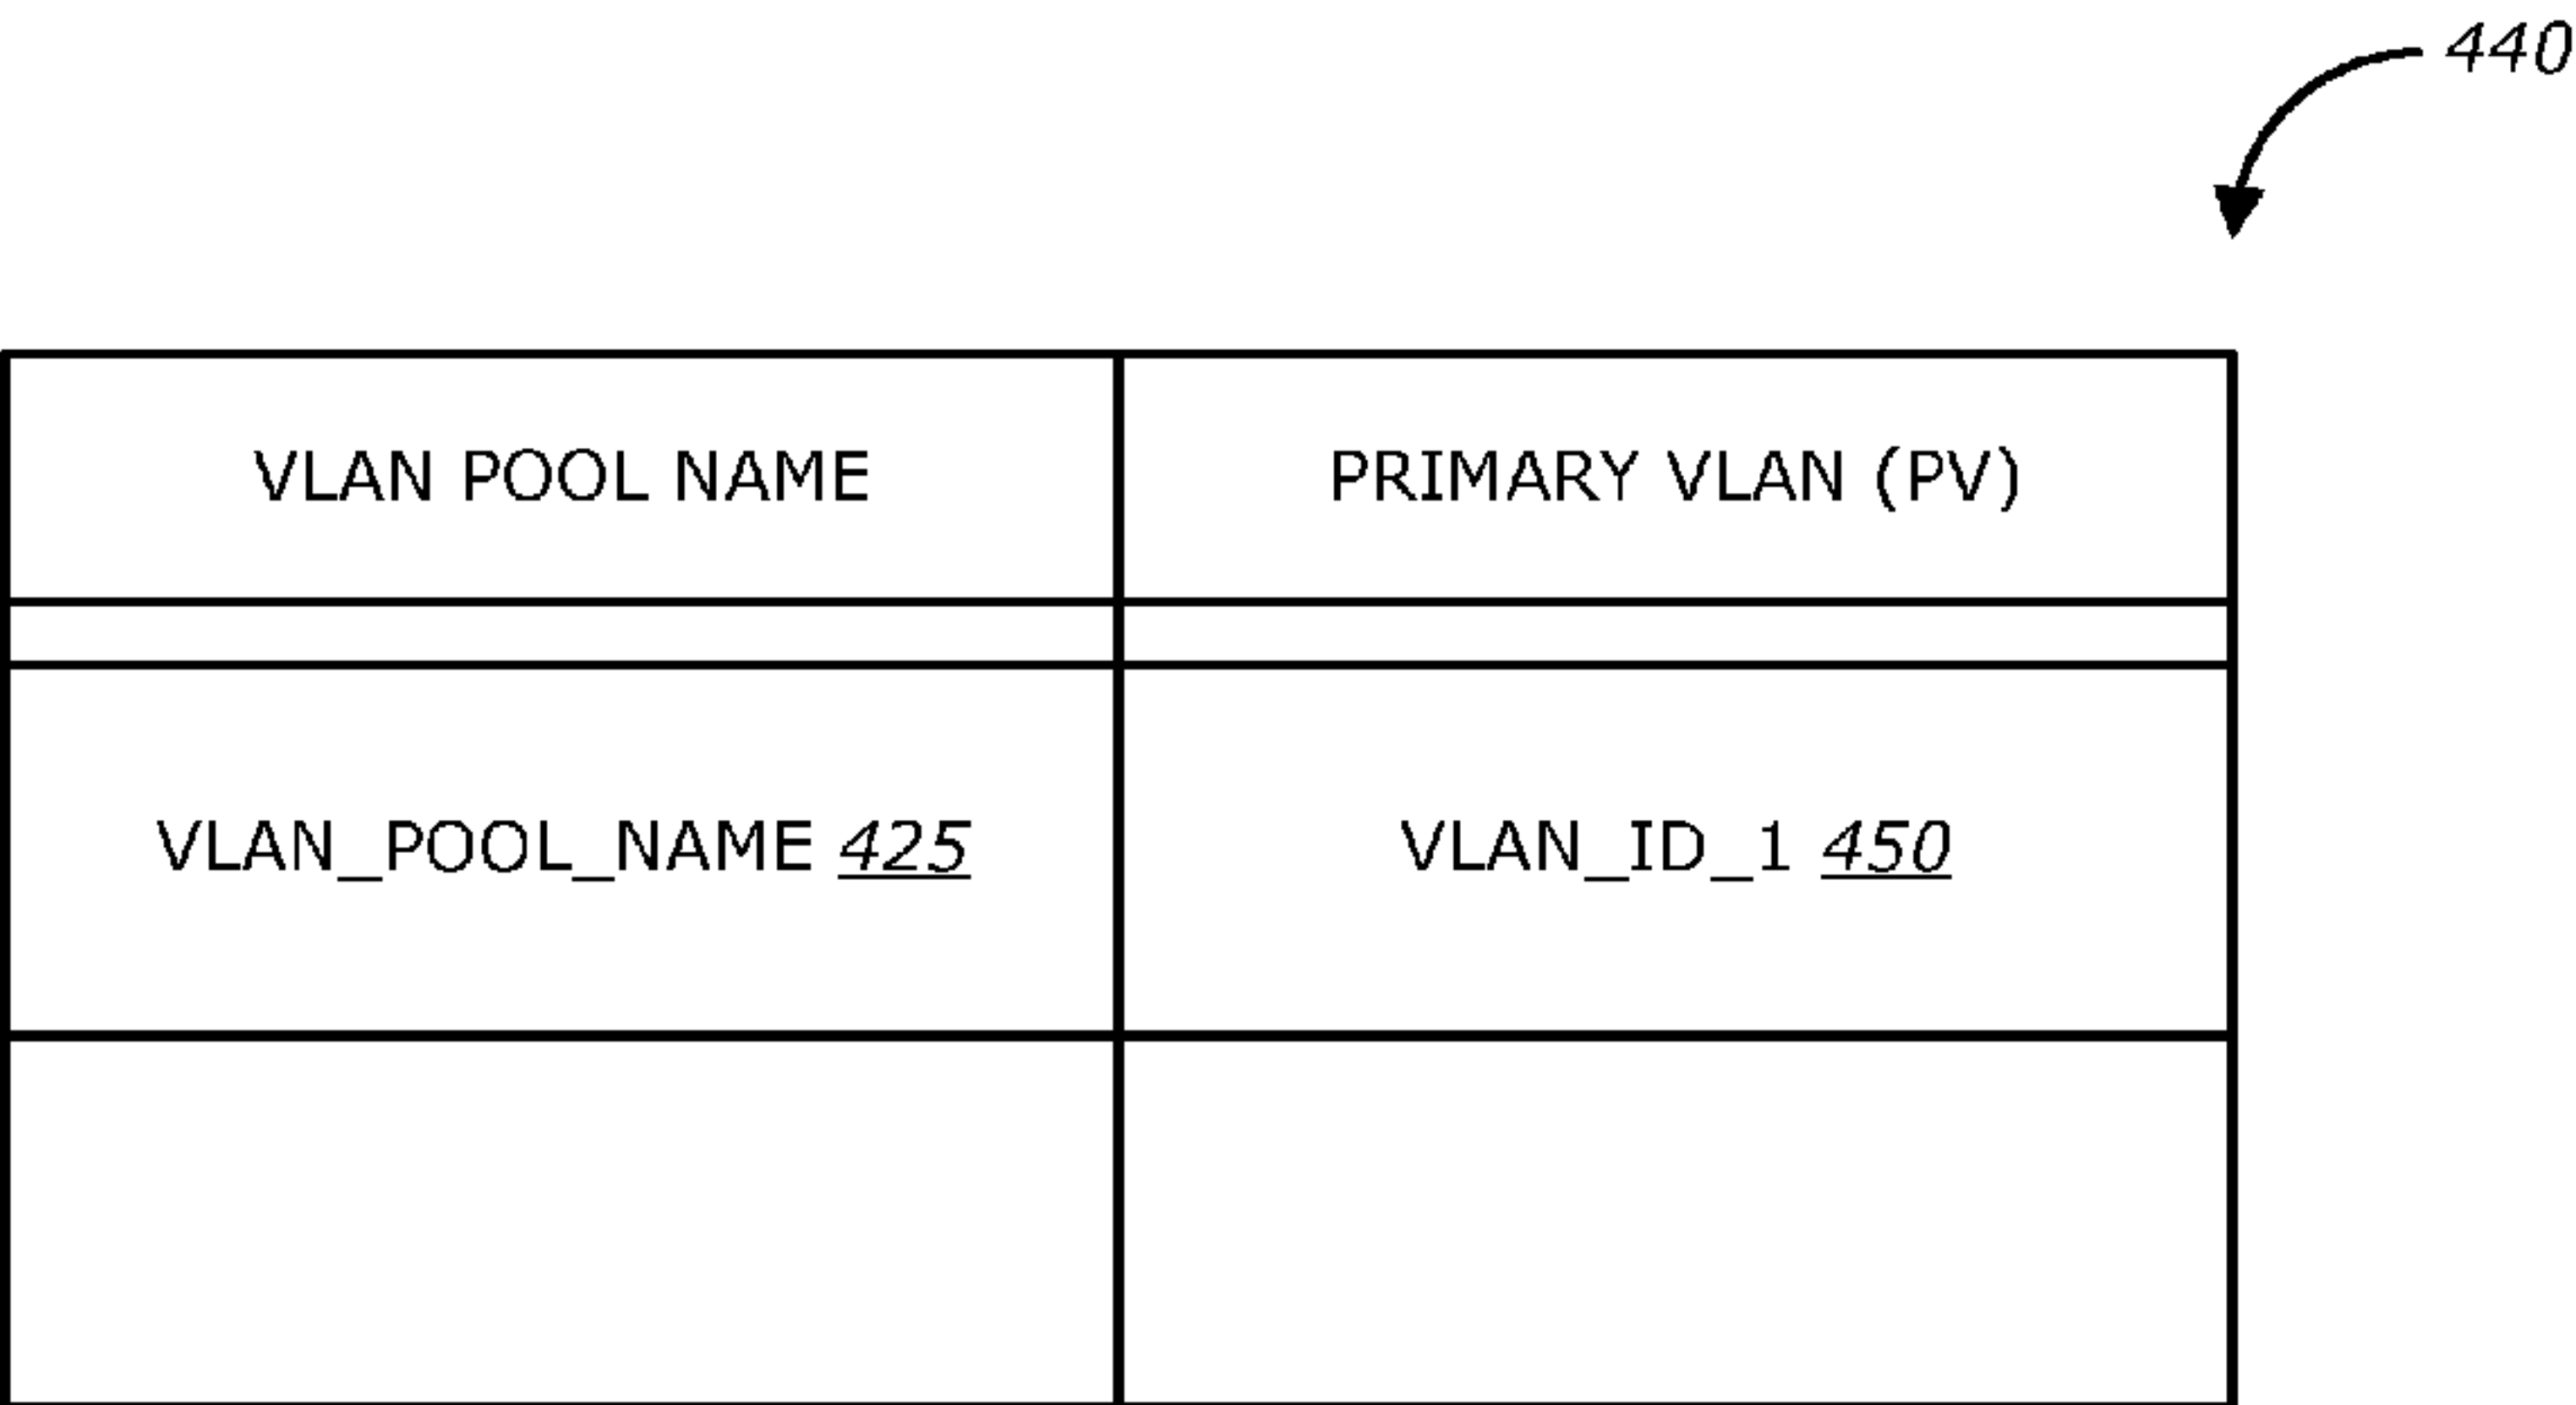 440
VLAN POOL NAME
PRIMARY VLAN (PV)
VLAN_POOL_NAME 425
VLAN_ID_1 450